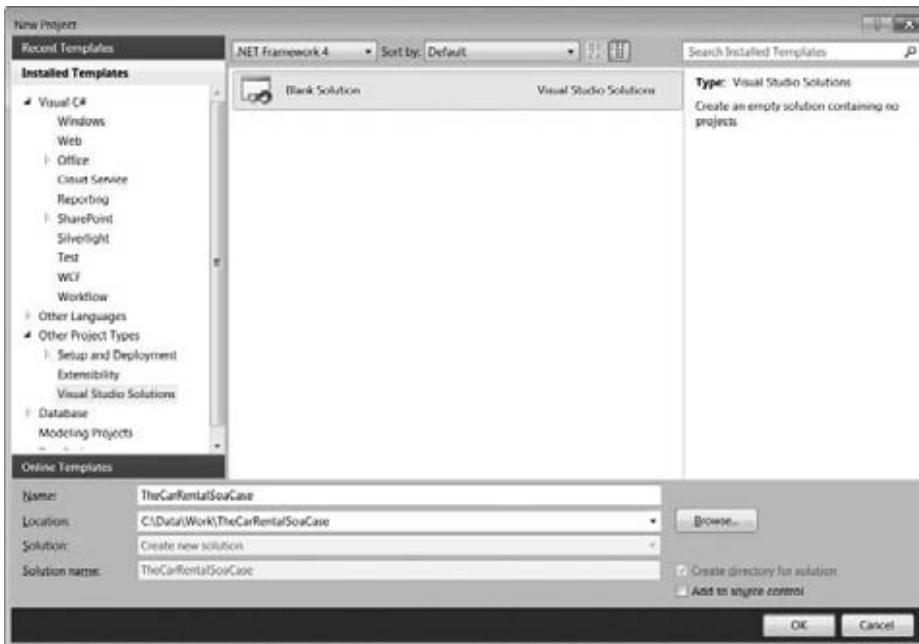 New Project
Recent Templates
Installed Templates
Visual C#
Windows
Web
Office
Cloud Service
Reporting
SharePoint
Silverlight
Test
WCF
Workflow
Other Languages
Other Project Types
Setup and Deployment
Extensibility
Visual Studio Solutions
Database
Modeling Projects
Online Templates
.NET Framework 4
Sort by: Default
Search Installed Templates
Blank Solution Visual Studio Solutions
Type: Visual Studio Solutions
Create an empty solution containing no
projects
Name: TheCarRentalSoaCase
Location: C:\Data\Work\TheCarRentalSoaCase
Browse...
Solution: Create new solution
Solution name: TheCarRentalSoaCase
Create directory for solution
Add to source control
OK Cancel